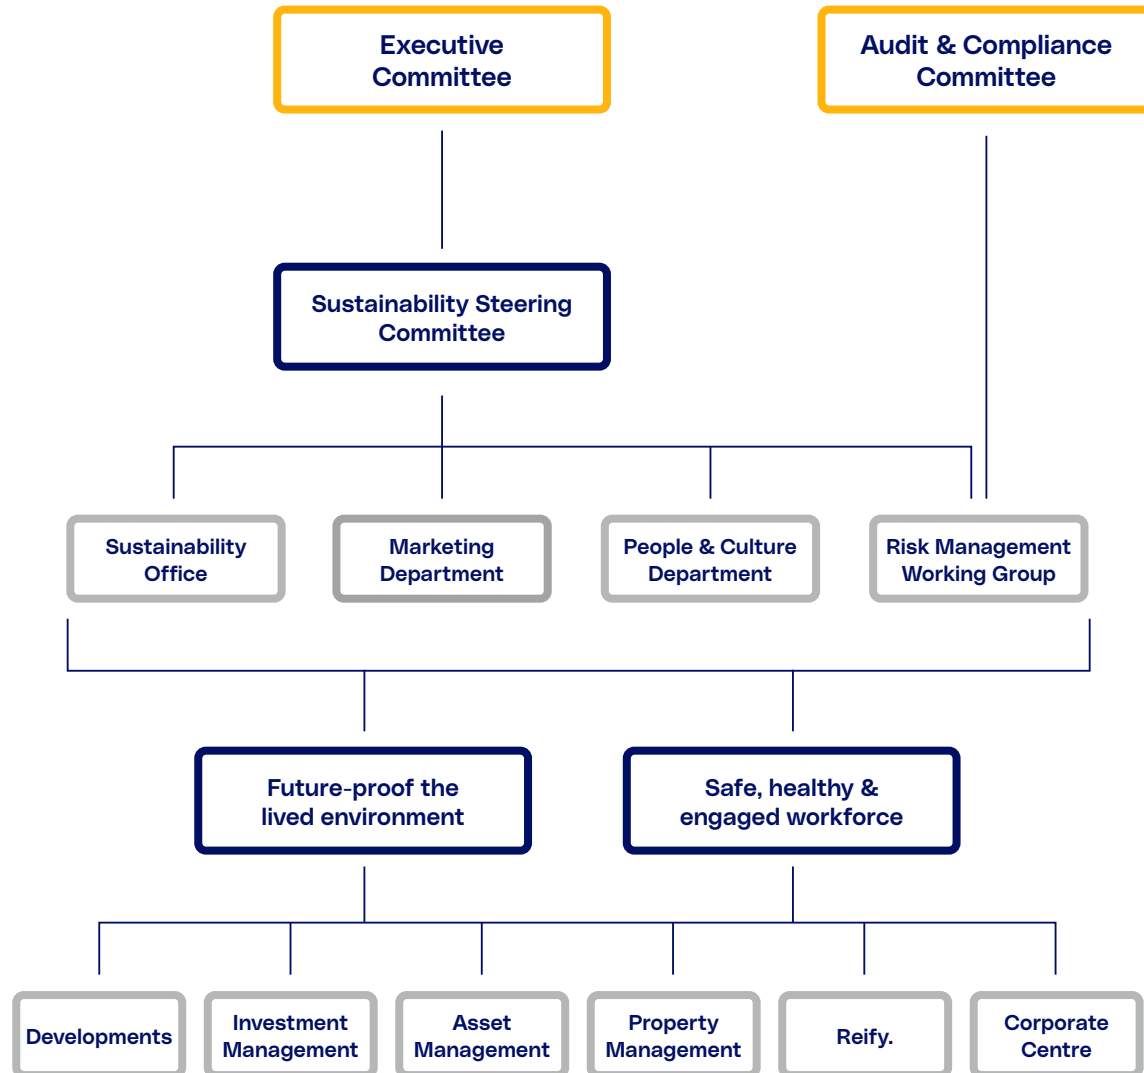 Executive
Committee
Audit & Compliance
Committee
Sustainability Steering
Committee
Sustainability
Office
Marketing
Department
People & Culture
Department
Risk Management
Working Group
Future-proof the
lived environment
Safe, healthy &
engaged workforce
Developments
Investment
Management
Asset
Management
Property
Management
Reify.
Corporate
Centre